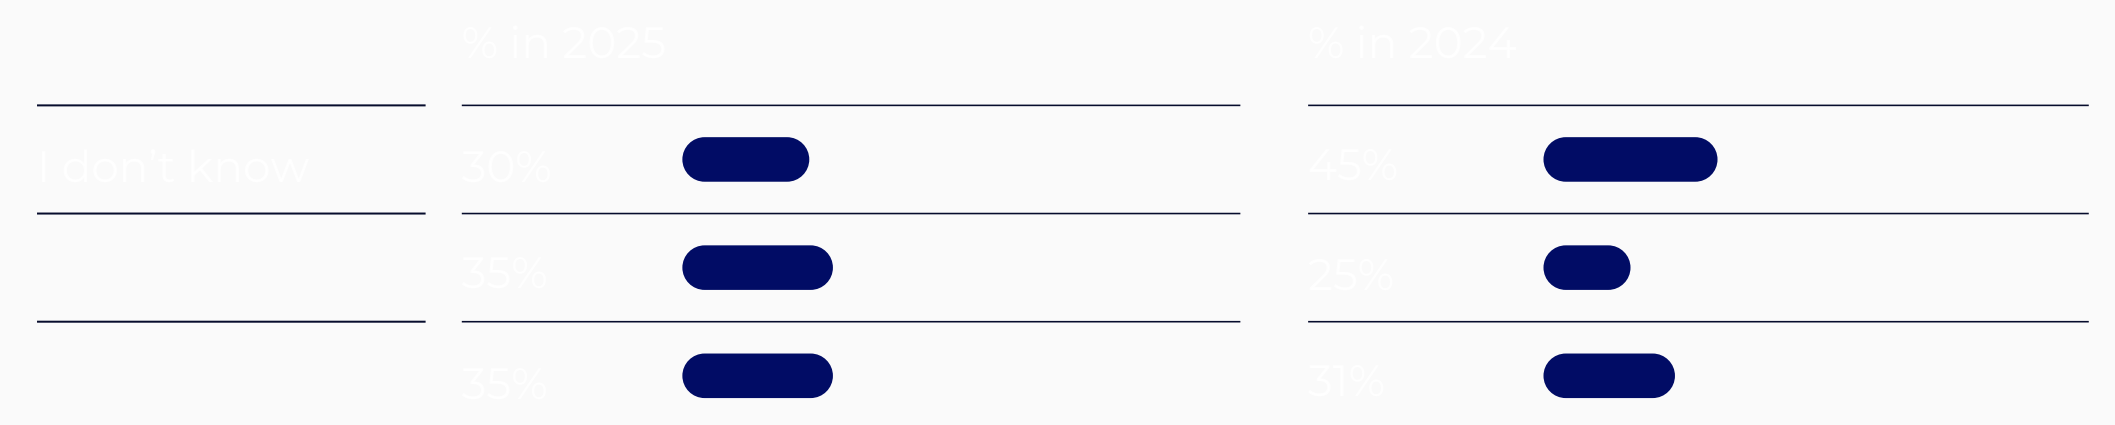 % in 2025 % in 2024
I don't know 30% 45%
35% 25%
35% 31%